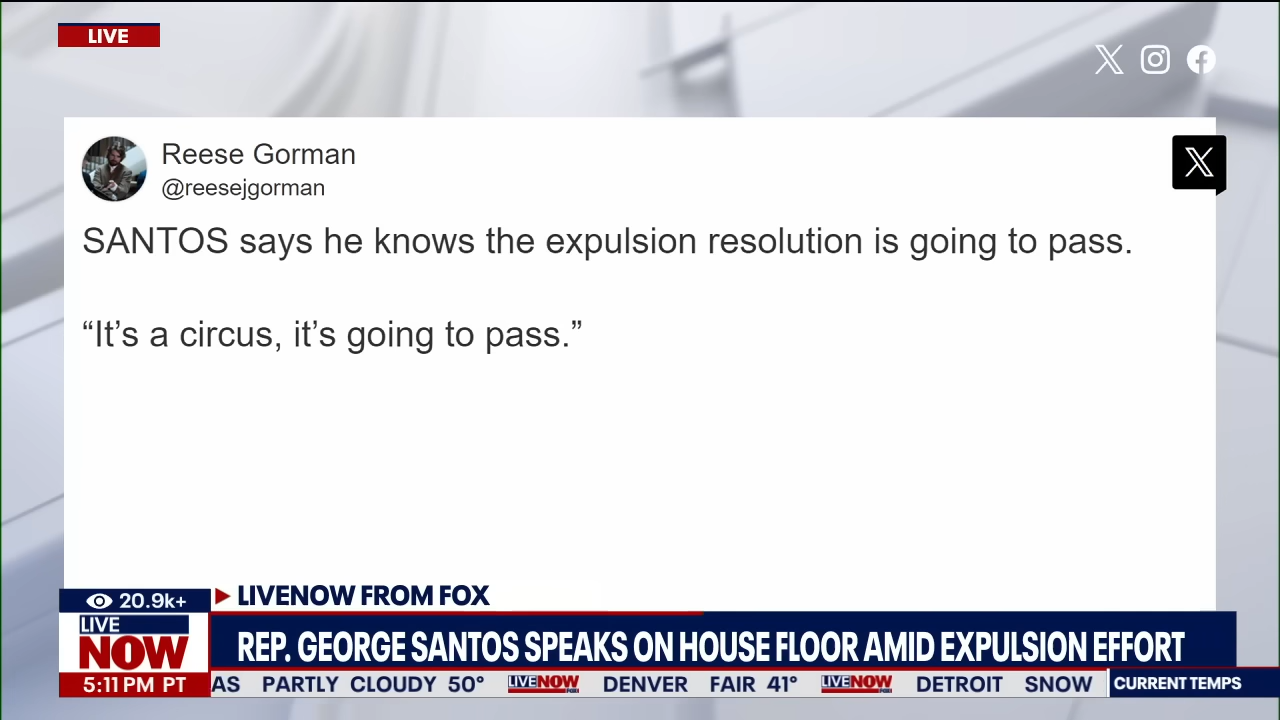 LIVE
Reese Gorman
@reesejgorman
SANTOS says he knows the expulsion resolution is going to pass.
“It’s a circus, it’s going to pass.”
20.9k+
LIVENOW FROM FOX
LIVE
NOW
REP. GEORGE SANTOS SPEAKS ON HOUSE FLOOR AMID EXPULSION EFFORT
5:11 PM PT
AS PARTLY CLOUDY 50° LIVENOW FOX DENVER FAIR 41° LIVENOW FOX DETROIT SNOW CURRENT TEMPS